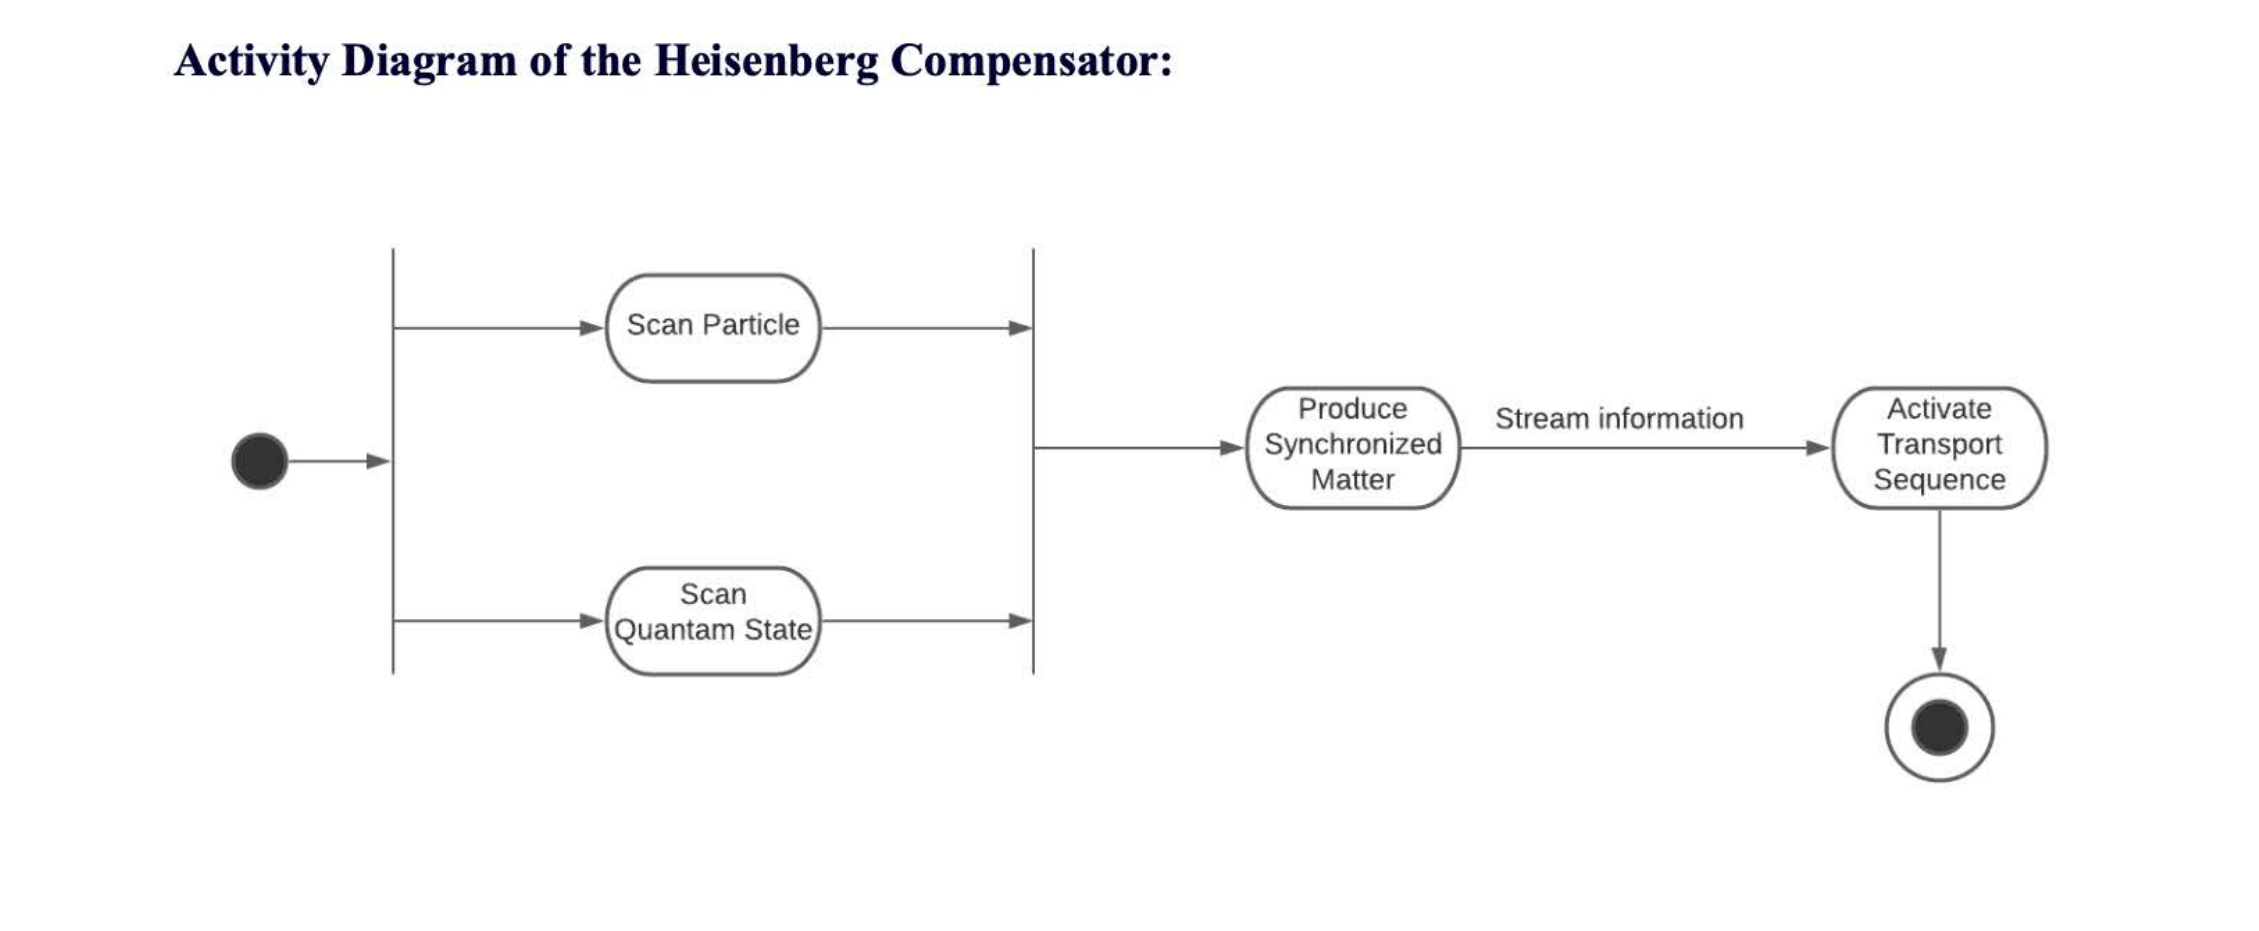 Activity Diagram of the Heisenberg Compensator:
Scan Particle
Scan
Quantam State
Produce
Synchronized
Matter
Stream information
Activate
Transport
Sequence